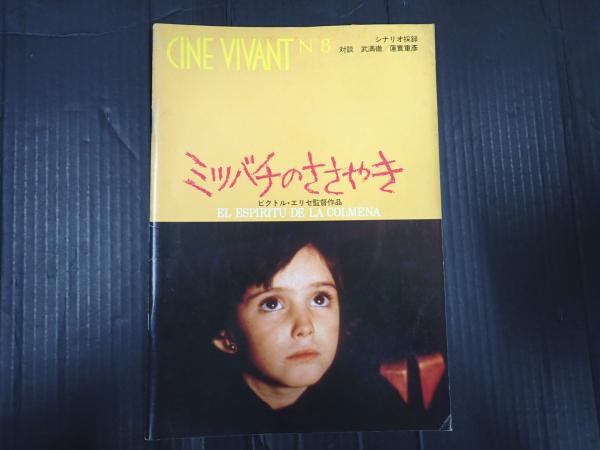 CINE VIVANT N 8
シナリオ採録
対談 武満徹/蓮實重彦
ミツバチのささやき
ビクトル・エリセ監督作品
EL ESPIRITU DE LA COLMENA